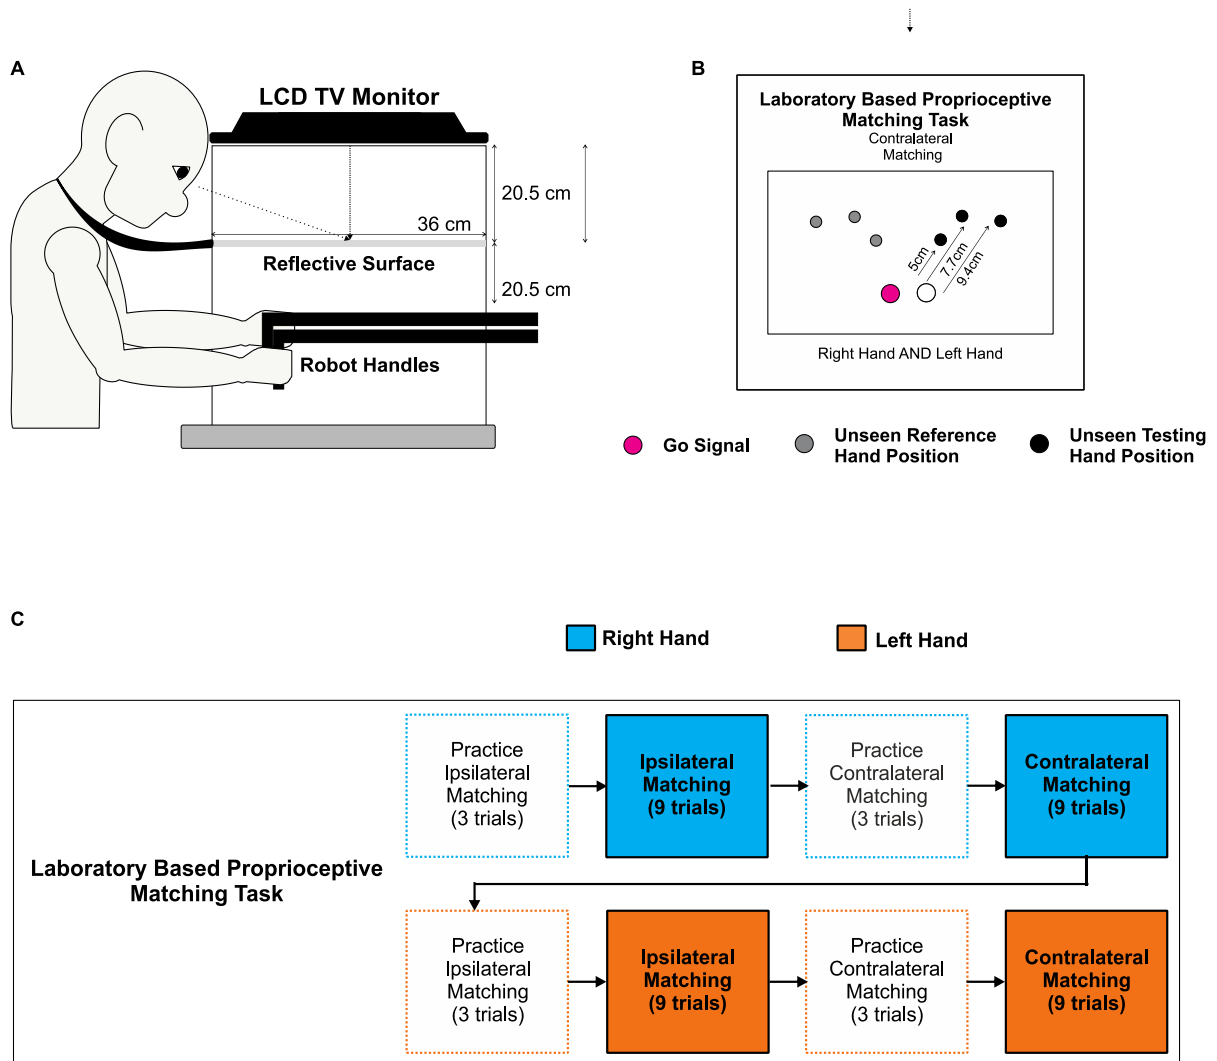 A
LCD TV Monitor
20.5 cm
36 cm
Reflective Surface
20.5 cm
Robot Handles
B
Laboratory Based Proprioceptive
Matching Task
Contralateral
Matching
5cm
7.7cm
9.4cm
Right Hand AND Left Hand
Go Signal
Unseen Reference
Hand Position
Unseen Testing
Hand Position
C
Right Hand
Left Hand
Laboratory Based Proprioceptive
Matching Task
Practice
Ipsilateral
Matching
(3 trials)
Ipsilateral
Matching
(9 trials)
Practice
Contralateral
Matching
(3 trials)
Contralateral
Matching
(9 trials)
Practice
Ipsilateral
Matching
(3 trials)
Ipsilateral
Matching
(9 trials)
Practice
Contralateral
Matching
(3 trials)
Contralateral
Matching
(9 trials)